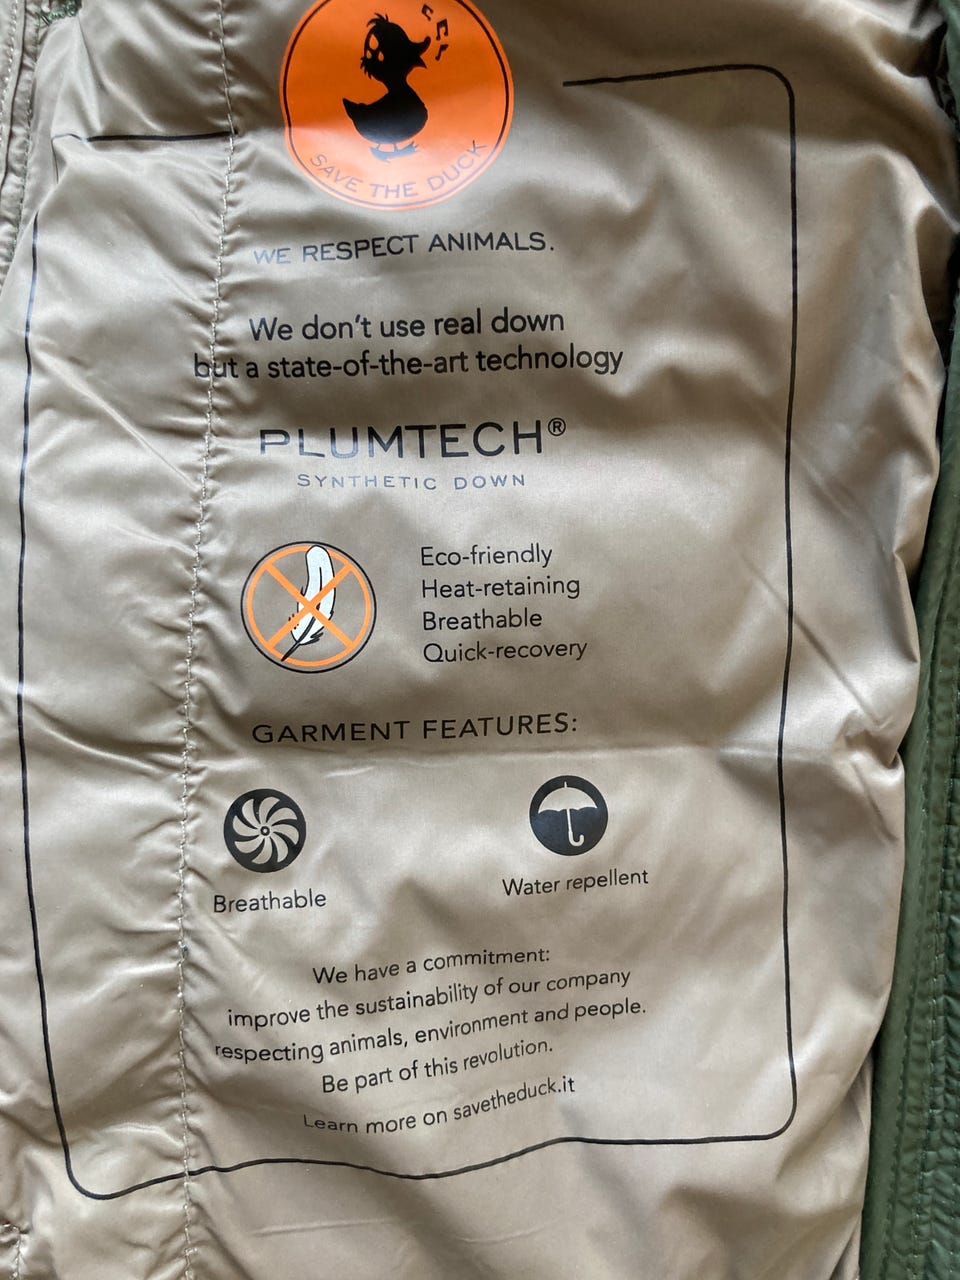 SAVE THE DUCK
WE RESPECT ANIMALS.
We don't use real down
but a state-of-the-art technology
PLUMTECH®
SYNTHETIC DOWN
Eco-friendly
Heat-retaining
Breathable
Quick-recovery
GARMENT FEATURES:
Breathable
Water repellent
We have a commitment:
improve the sustainability of our company
respecting animals, environment and people.
Be part of this revolution.
Learn more on savetheduck.it